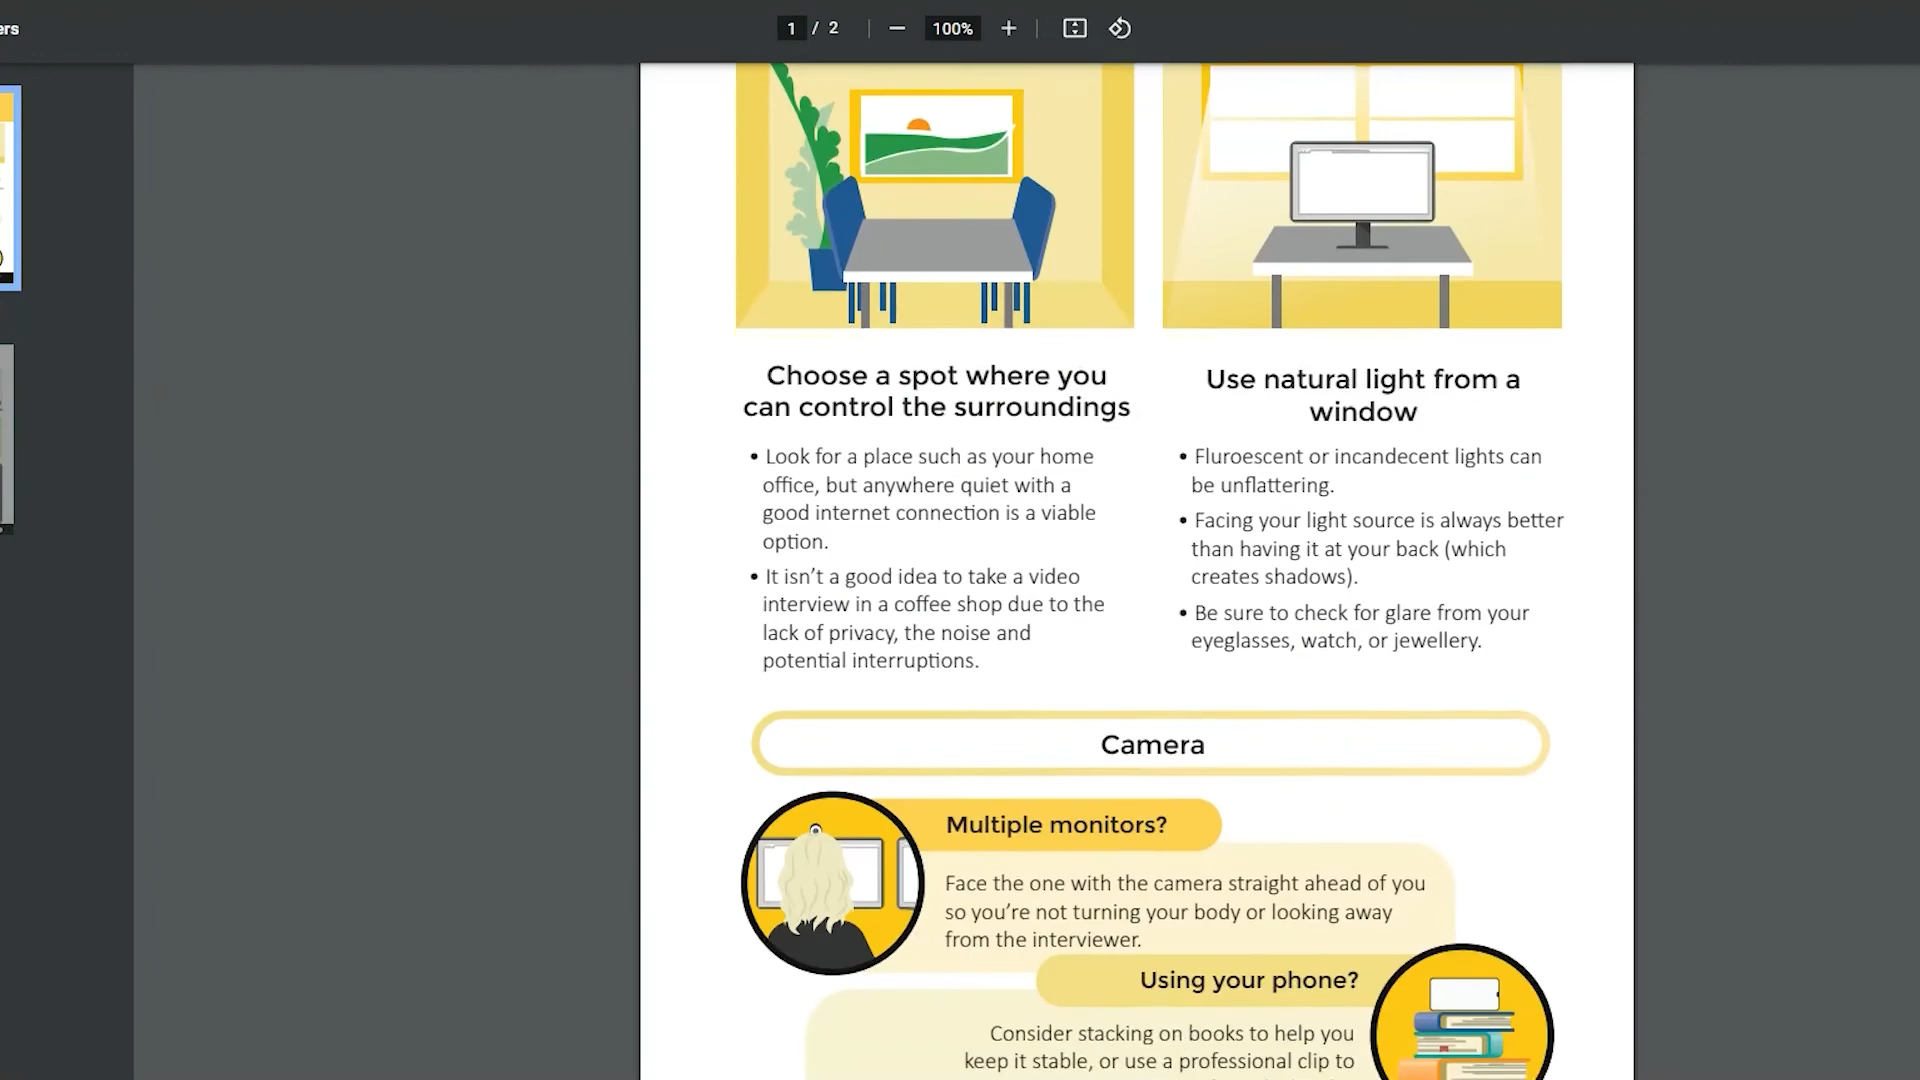 ers
1 / 2
100%
Choose a spot where you
can control the surroundings
• Look for a place such as your home
office, but anywhere quiet with a
good internet connection is a viable
option.
• It isn’t a good idea to take a video
interview in a coffee shop due to the
lack of privacy, the noise and
potential interruptions.
Use natural light from a
window
• Fluroescent or incandecent lights can
be unflattering.
• Facing your light source is always better
than having it at your back (which
creates shadows).
• Be sure to check for glare from your
eyeglasses, watch, or jewellery.
Camera
Multiple monitors?
Face the one with the camera straight ahead of you
so you’re not turning your body or looking away
from the interviewer.
Using your phone?
Consider stacking on books to help you
keep it stable, or use a professional clip to